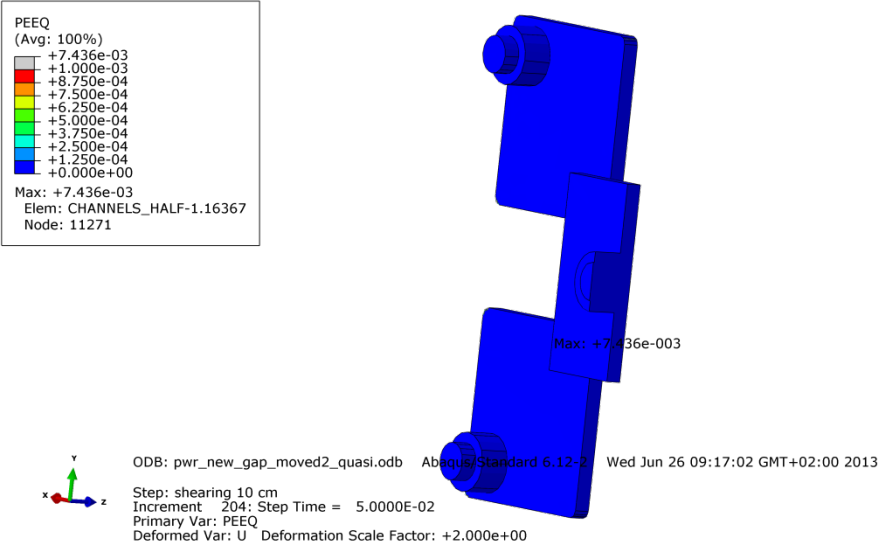 PEEQ
(Avg: 100%)
+7.436e-03
+1.000e-03
+8.750e-04
+7.500e-04
+6.250e-04
+5.000e-04
+3.750e-04
+2.500e-04
+1.250e-04
+0.000e+00
Max: +7.436e-03
Elem: CHANNELS_HALF-1.16367
Node: 11271
Max: +7.436e-003
Y
X
Z
ODB: pwr_new_gap_moved2_quasi.odb Abaqus/Standard 6.12-2 Wed Jun 26 09:17:02 GMT+02:00 2013
Step: shearing 10 cm
Increment 204: Step Time = 5.0000E-02
Primary Var: PEEQ
Deformed Var: U Deformation Scale Factor: +2.000e+00